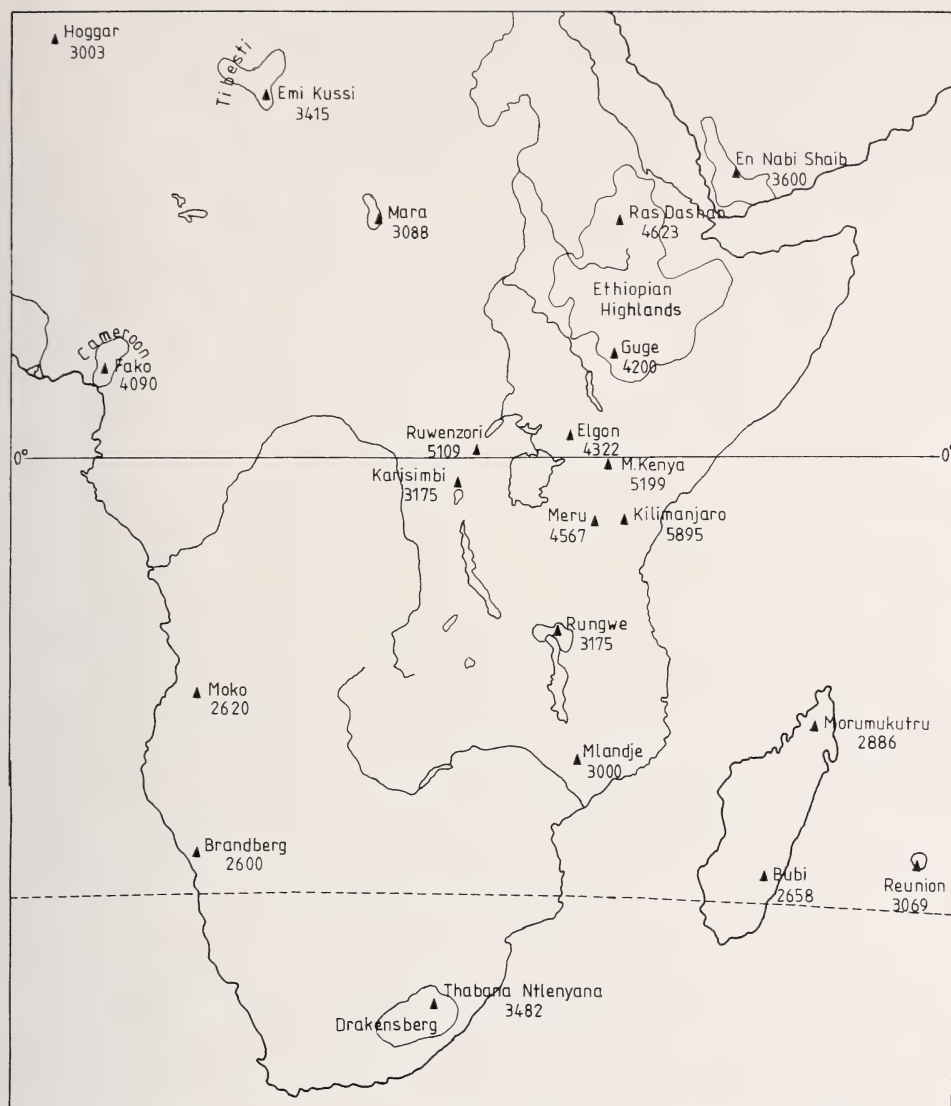 Hoggar
3003
Tibesti
Emi Kussi
3415
En Nabi Shaib
3600
Mara
3088
Ras Dashan
4623
Ethiopian
Highlands
Cameroon
Fako
4090
Guge
4200
Ruwenzori
5109
Elgon
4322
0°
0°
M.Kenya
5199
Karisimbi
3175
Meru
4567
Kilimanjaro
5895
Rungwe
3175
Moko
2620
Morumukutru
2886
Mlandje
3000
Brandberg
2600
Bubi
2658
Reunion
3069
Thabana Ntlenyana
3482
Drakensberg